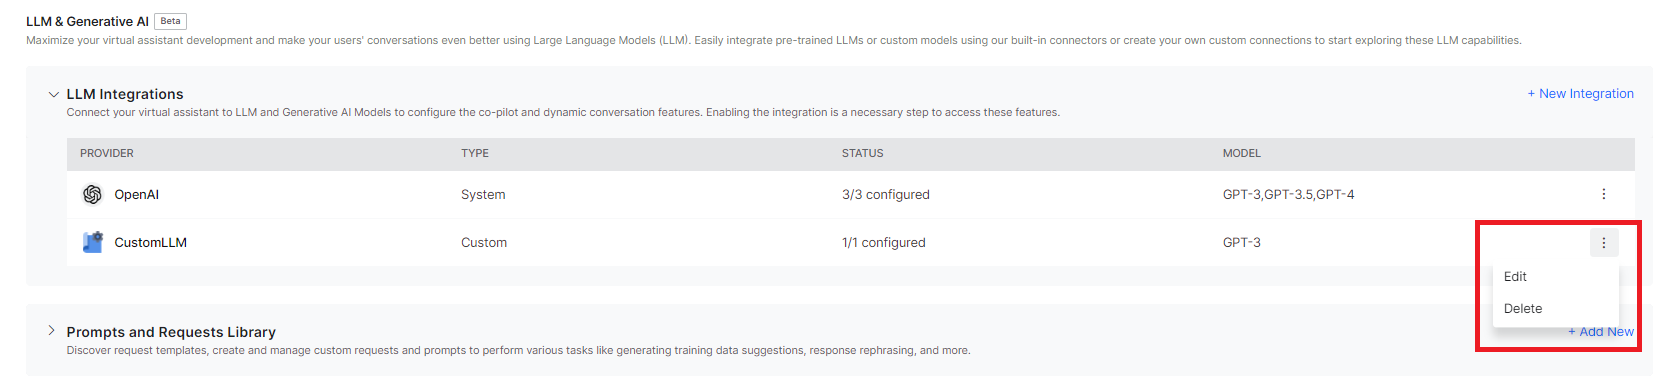 LLM & Generative AI Beta
Maximize your virtual assistant development and make your users' conversations even better using Large Language Models (LLM). Easily integrate pre-trained LLMs or custom models using our built-in connectors or create your own custom connections to start exploring these LLM capabilities.
LLM Integrations
+ New Integration
Connect your virtual assistant to LLM and Generative AI Models to configure the co-pilot and dynamic conversation features. Enabling the integration is a necessary step to access these features.
PROVIDER TYPE STATUS MODEL
OpenAI System 3/3 configured GPT-3,GPT-3.5,GPT-4
CustomLLM Custom 1/1 configured GPT-3
Edit
Delete
Prompts and Requests Library
+ Add New
Discover request templates, create and manage custom requests and prompts to perform various tasks like generating training data suggestions, response rephrasing, and more.